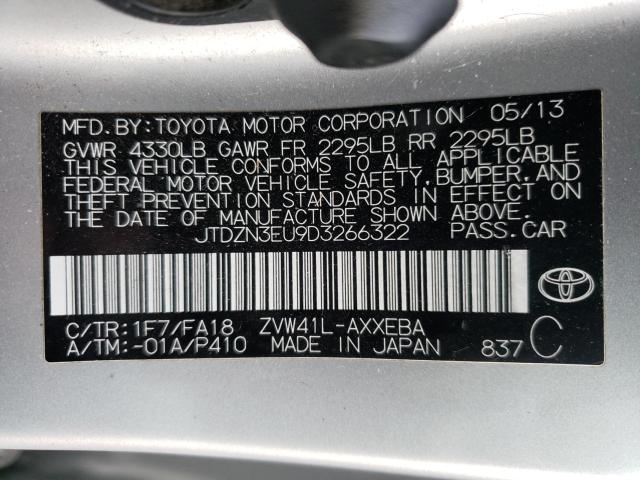 MFD. BY: TOYOTA MOTOR CORPORATION 05/13
GVWR 4330LB GAWR FR 2295LB RR 2295LB
THIS VEHICLE CONFORMS TO ALL APPLICABLE
FEDERAL MOTOR VEHICLE SAFETY, BUMPER, AND
THEFT PREVENTION STANDARDS IN EFFECT ON
THE DATE OF MANUFACTURE SHOWN ABOVE.
JTDZN3EU9D3266322 PASS. CAR
C/TR: 1F7/FA18 ZVW41L-AXXEBA
A/TM: -01A/P410 MADE IN JAPAN 837 C